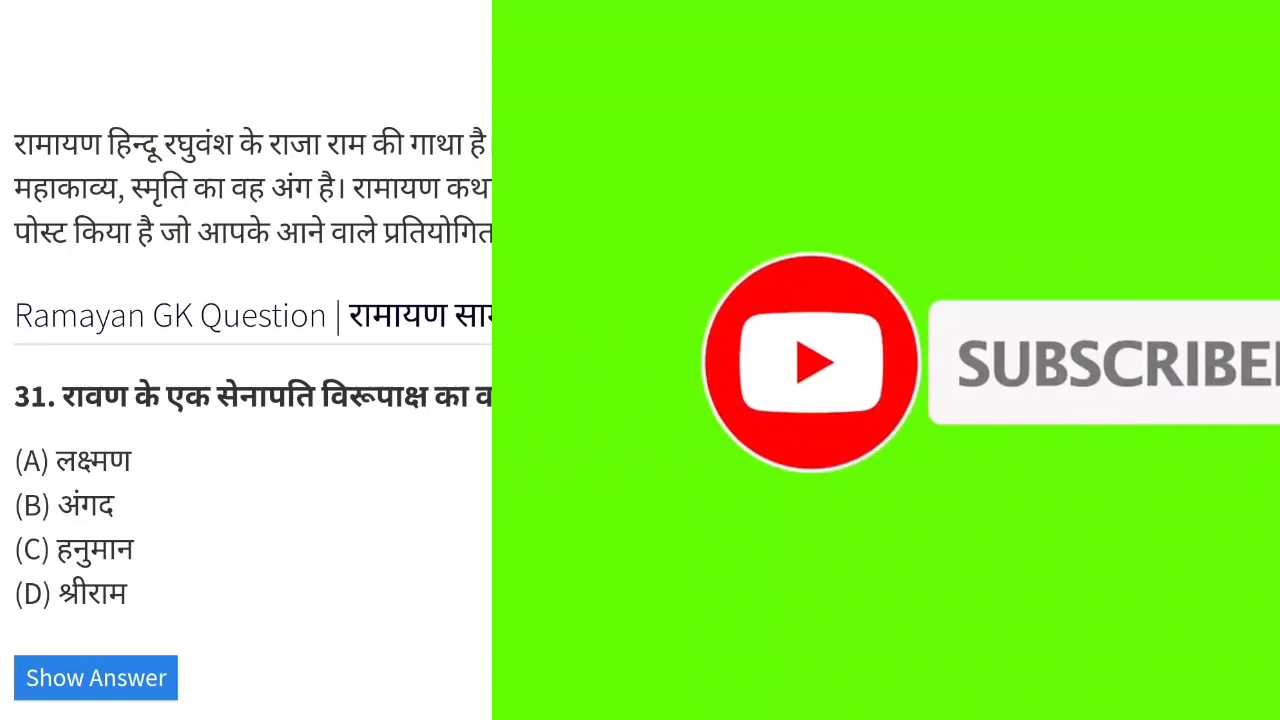 रामायण हिन्दू रघुवंश के राजा राम की गाथा है
महाकाव्य, स्मृति का वह अंग है। रामायण कथ
पोस्ट किया है जो आपके आने वाले प्रतियोगित
Ramayan GK Question | रामायण सा
31. रावण के एक सेनापति विरूपाक्ष का व
(A) लक्ष्मण
(B) अंगद
(C) हनुमान
(D) श्रीराम
Show Answer
SUBSCRIBE